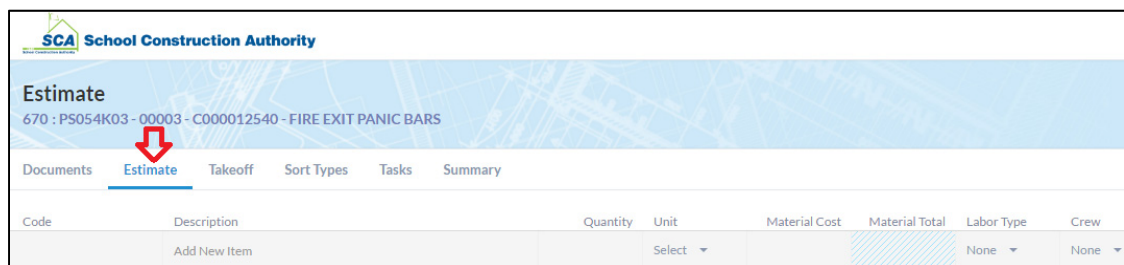 SCA School Construction Authority
Estimate
670 : PS054K03 - 00003 - C000012540 - FIRE EXIT PANIC BARS
Documents Estimate Takeoff Sort Types Tasks Summary
Code Description Quantity Unit Material Cost Material Total Labor Type Crew
Add New Item Select None None